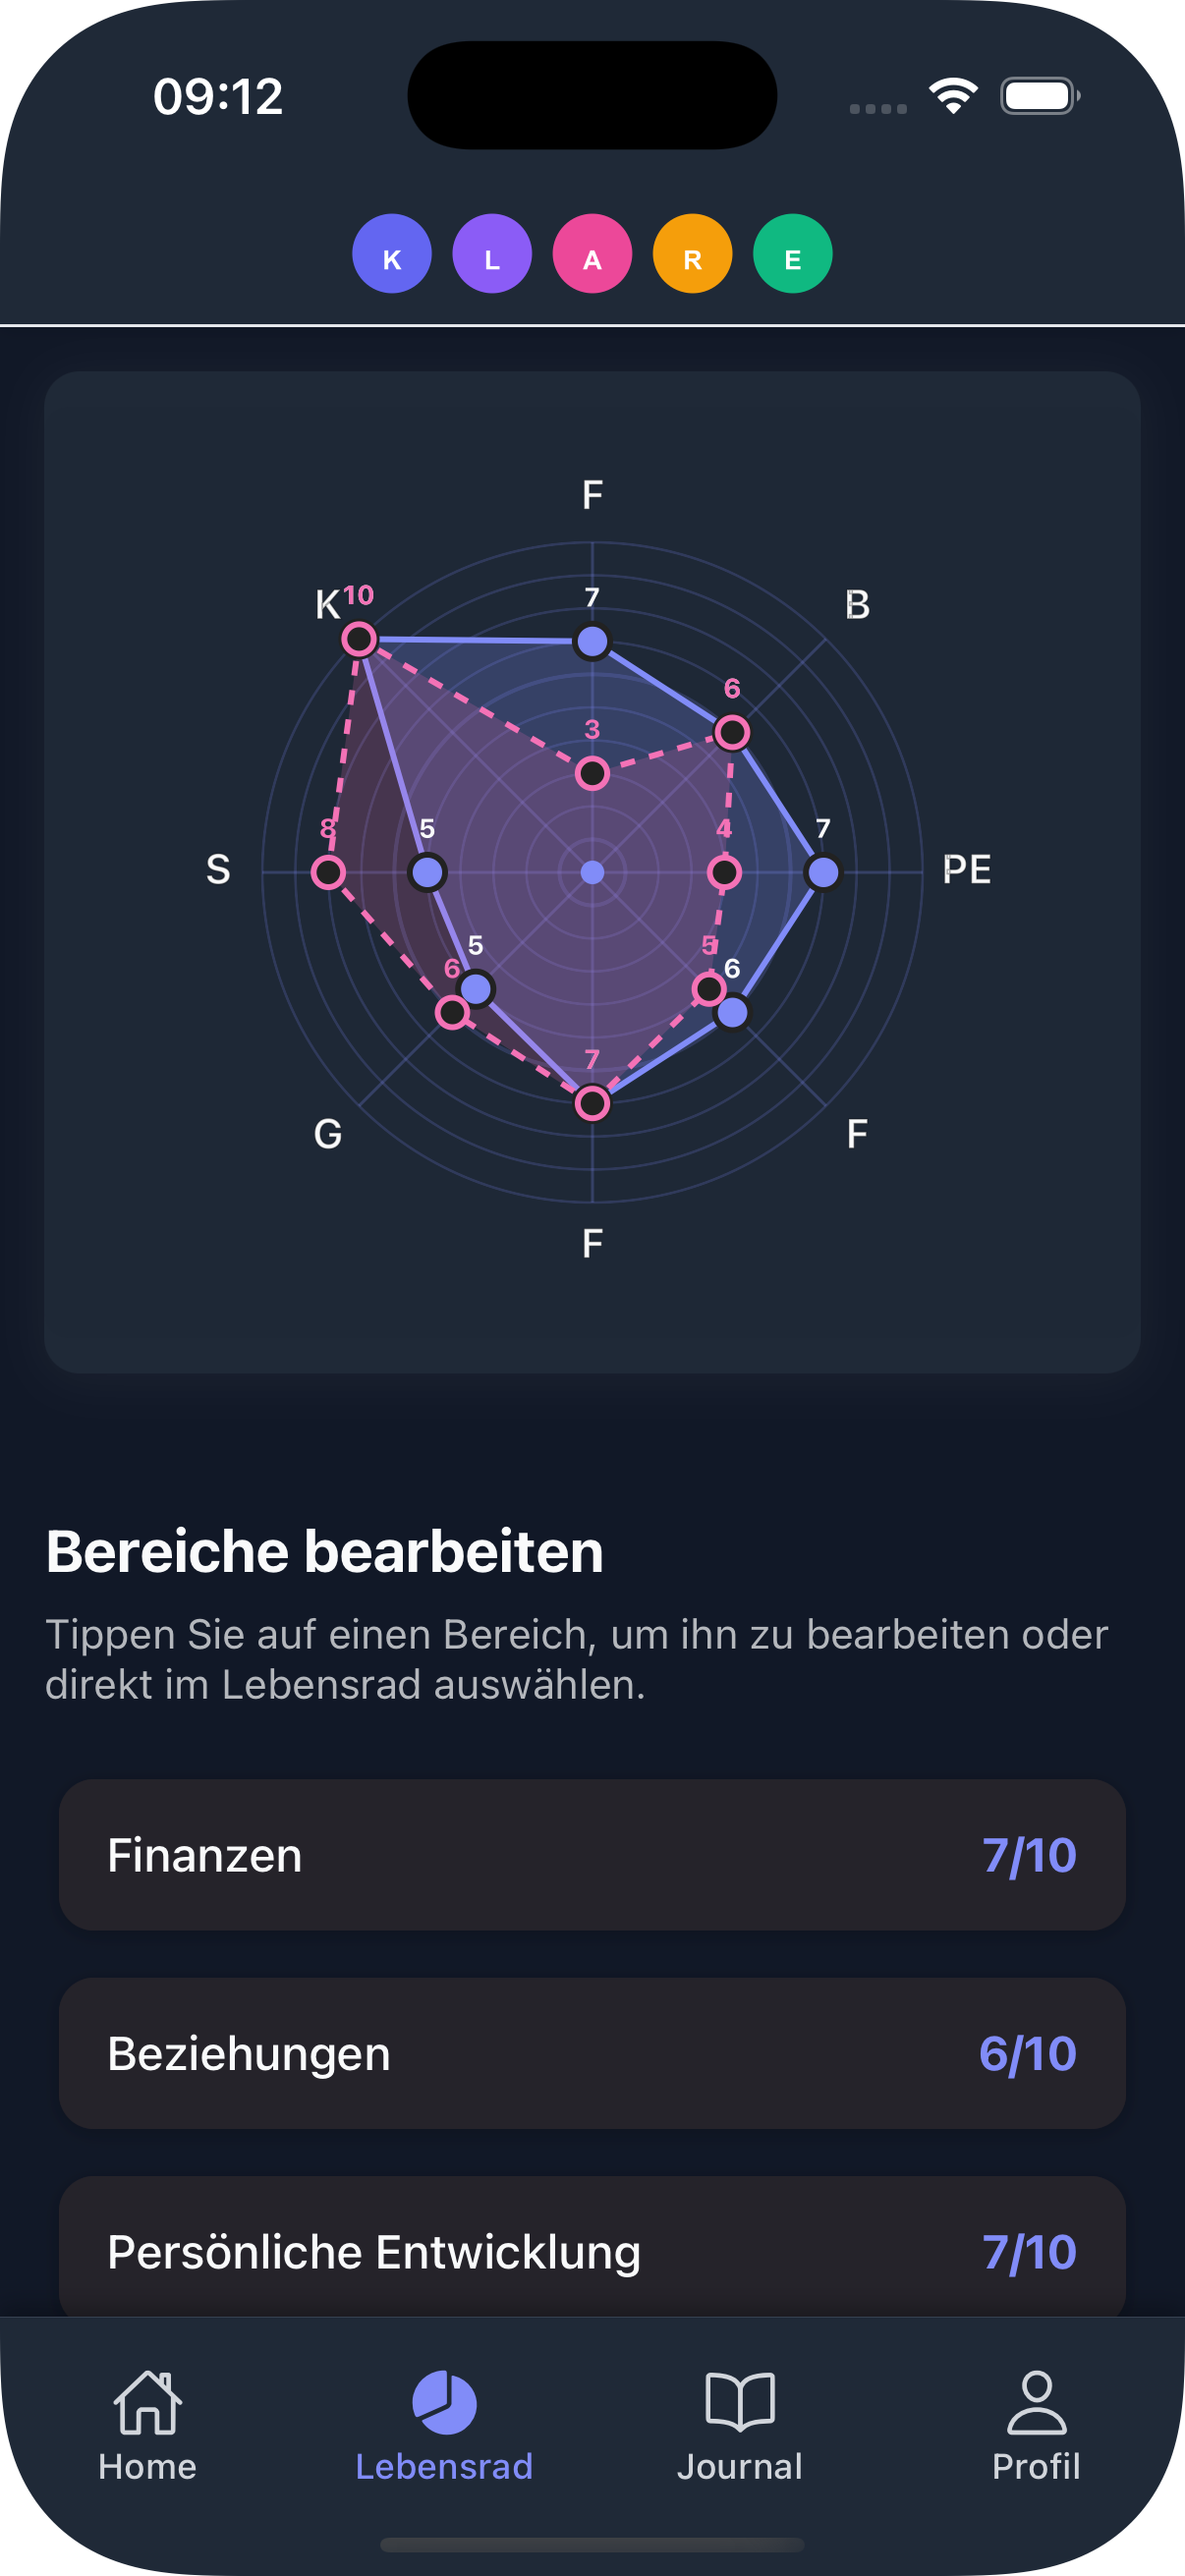 09:12
K L A R E
F
K 10 7 B
6
3
S 8 5 4 7 PE
5 5
6 6
7
G F
F
Bereiche bearbeiten
Tippen Sie auf einen Bereich, um ihn zu bearbeiten oder
direkt im Lebensrad auswählen.
Finanzen 7/10
Beziehungen 6/10
Persönliche Entwicklung 7/10
Home Lebensrad Journal Profil